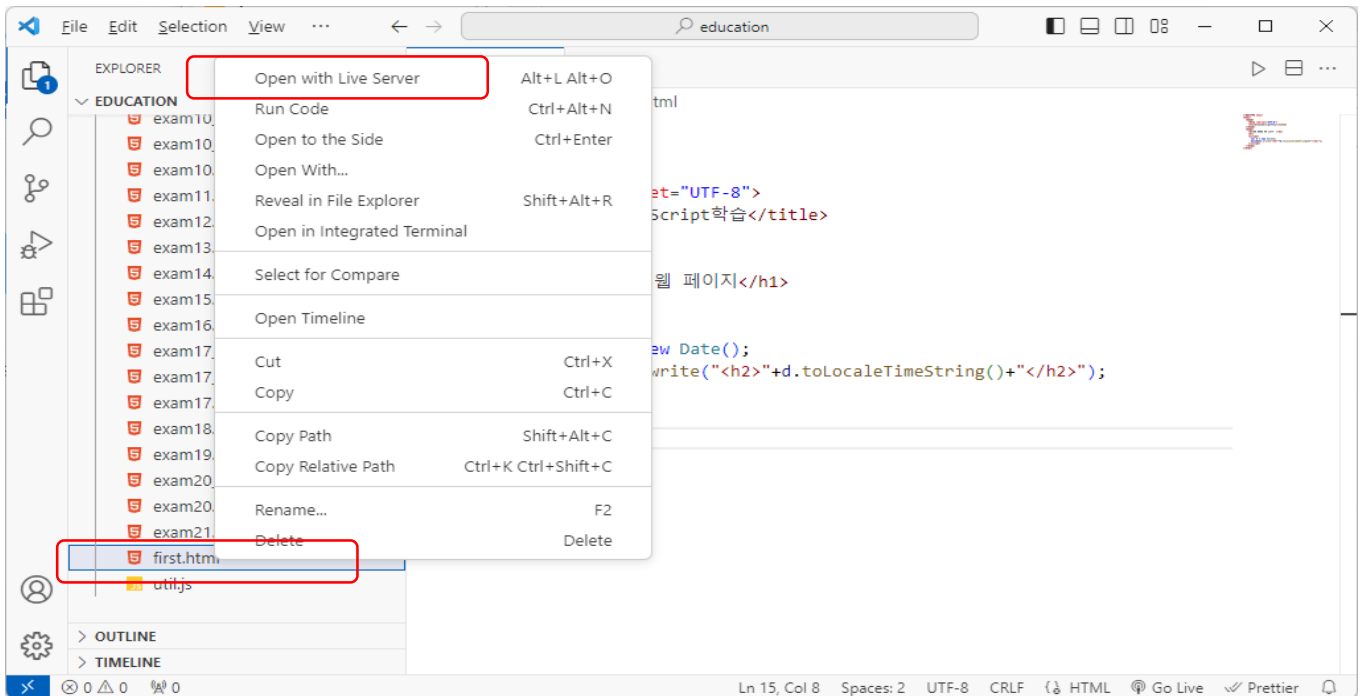 File Edit Selection View ··· education
EXPLORER ···
EDUCATION
tml
exam10_
exam10_
exam10.
exam11.
exam12.
exam13.
exam14.
exam15.
exam16.
exam17_
exam17_
exam17.
exam18.
exam19.
exam20_
exam20.
exam21.
first.html
util.js
OUTLINE
TIMELINE
1
Open with Live Server Alt+L Alt+O
Run Code Ctrl+Alt+N
Open to the Side Ctrl+Enter
Open With...
Reveal in File Explorer Shift+Alt+R
Open in Integrated Terminal
Select for Compare
Open Timeline
Cut Ctrl+X
Copy Ctrl+C
Copy Path Shift+Alt+C
Copy Relative Path Ctrl+K Ctrl+Shift+C
Rename... F2
Delete Delete
et="UTF-8">
Script학습</title>
웹 페이지</h1>
ew Date();
write("<h2>"+d.toLocaleTimeString()+"</h2>");
0 0 0 Ln 15, Col 8 Spaces: 2 UTF-8 CRLF HTML Go Live Prettier